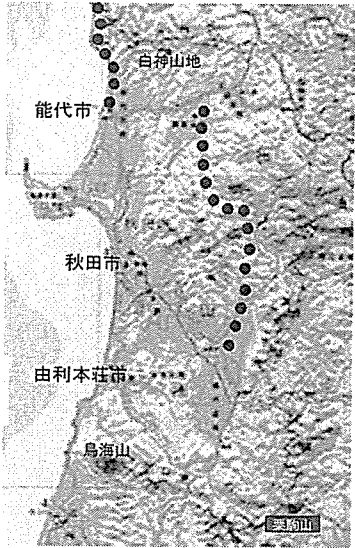 白神山地
能代市
秋田市
由利本荘市
鳥海山
栗駒山